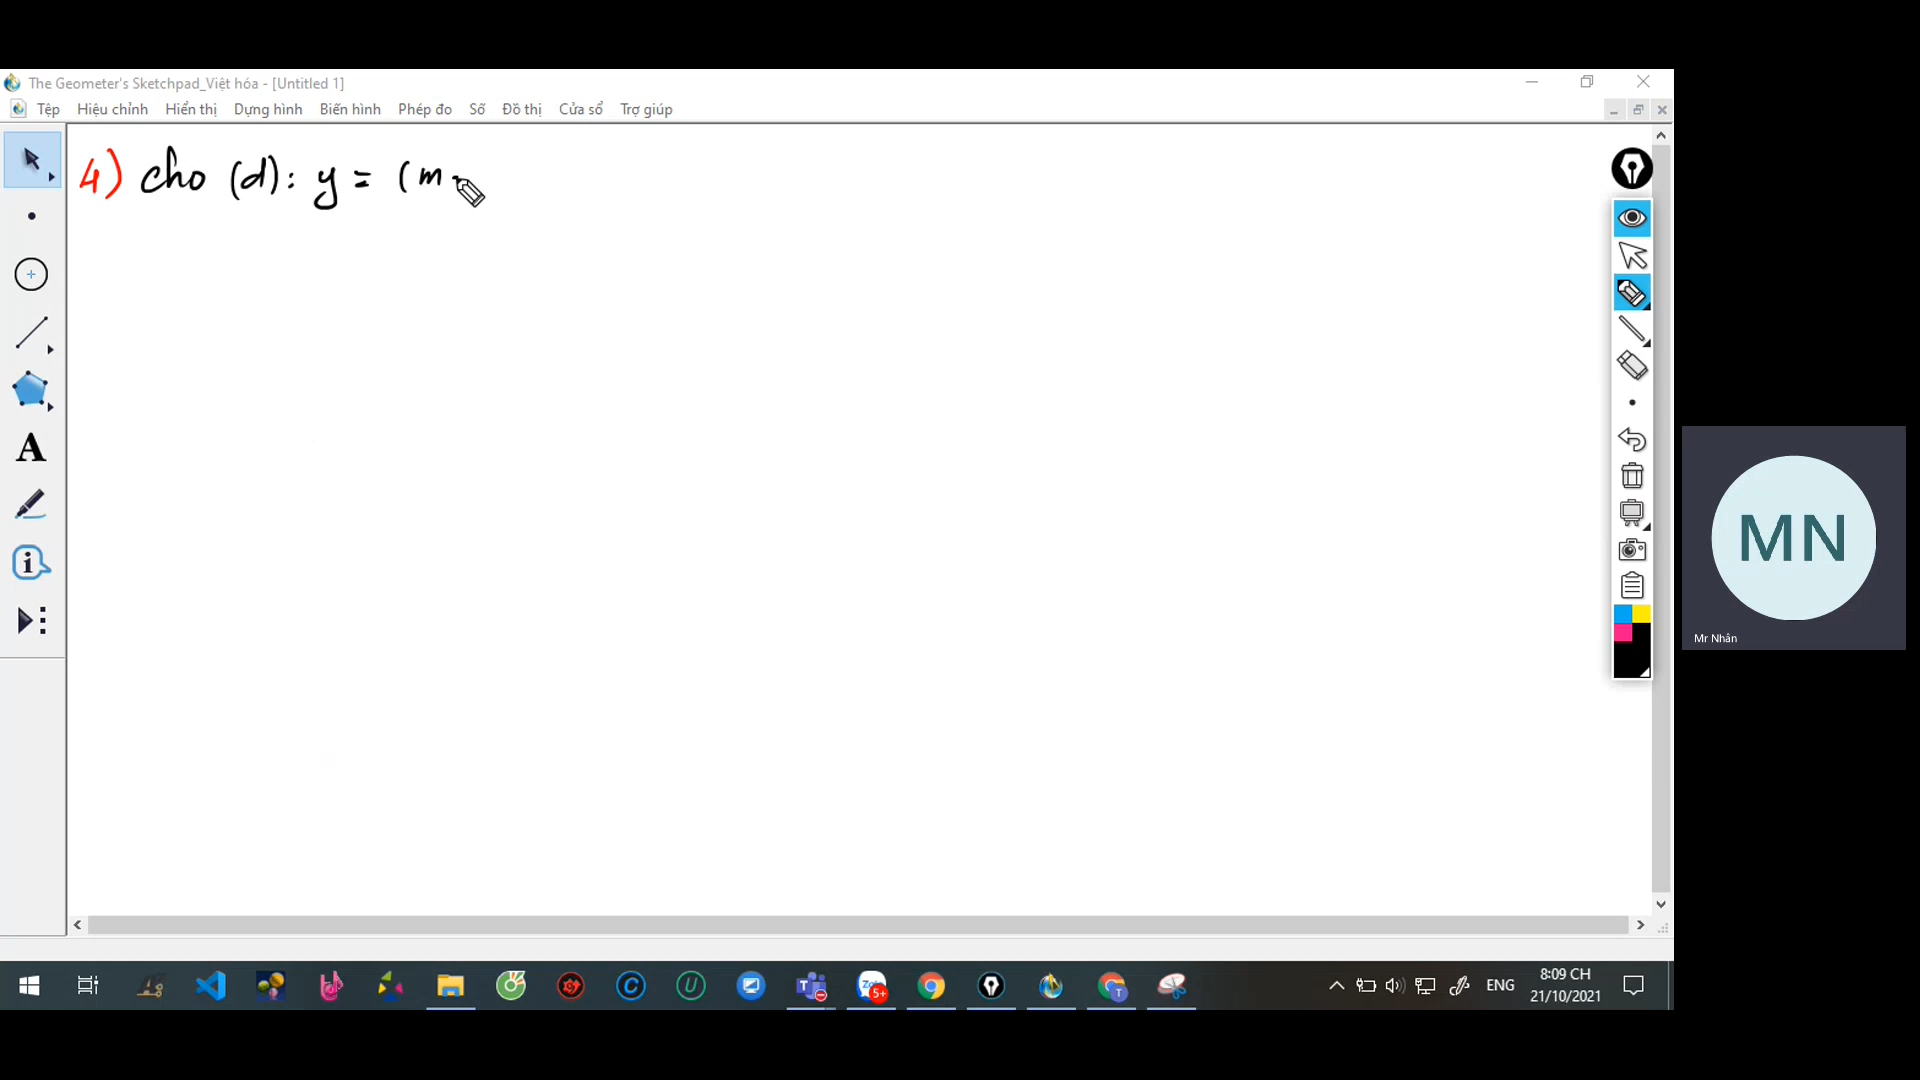 The Geometer's Sketchpad_Việt hóa - [Untitled 1]
Tệp Hiệu chỉnh Hiển thị Dựng hình Biến hình Phép đo Số Đồ thị Cửa sổ Trợ giúp
4) cho (d): y = (m -
A
MN
Mr Nhân
5+
ENG
8:09 CH
21/10/2021